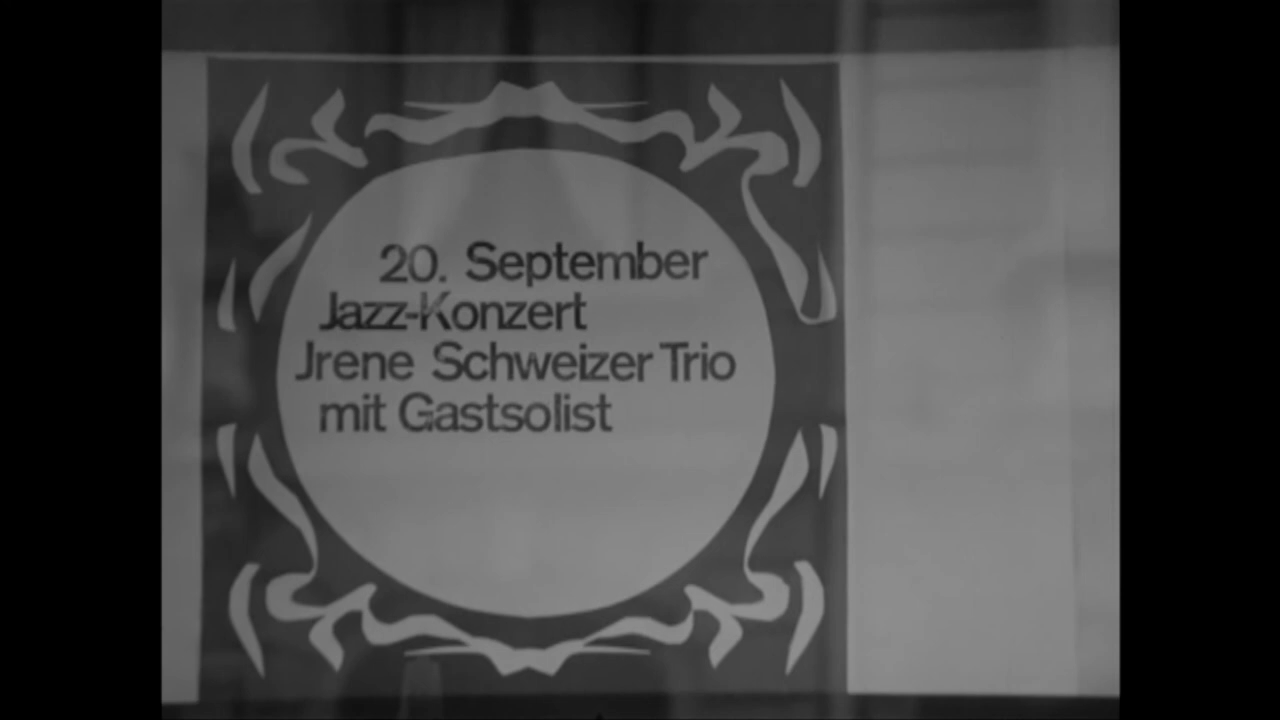 20. September
Jazz-Konzert
Jrene Schweizer Trio
mit Gastsolist